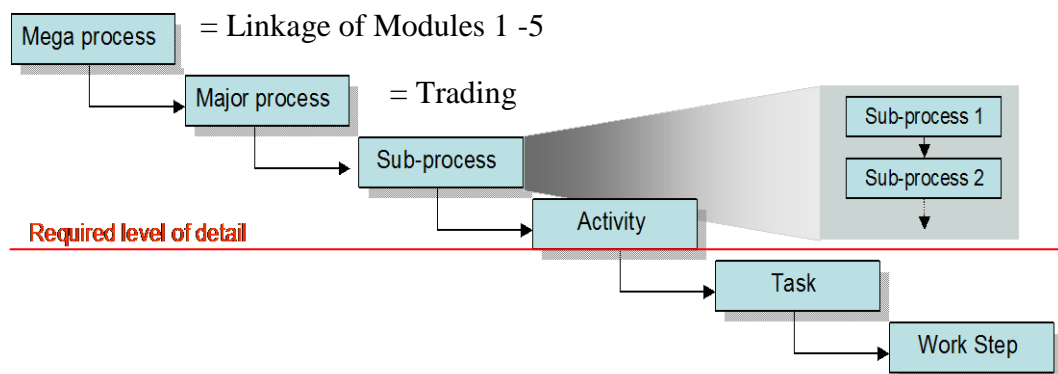 Mega process
= Linkage of Modules 1 -5
Major process
= Trading
Sub-process
Sub-process 1
Sub-process 2
Activity
Required level of detail
Task
Work Step